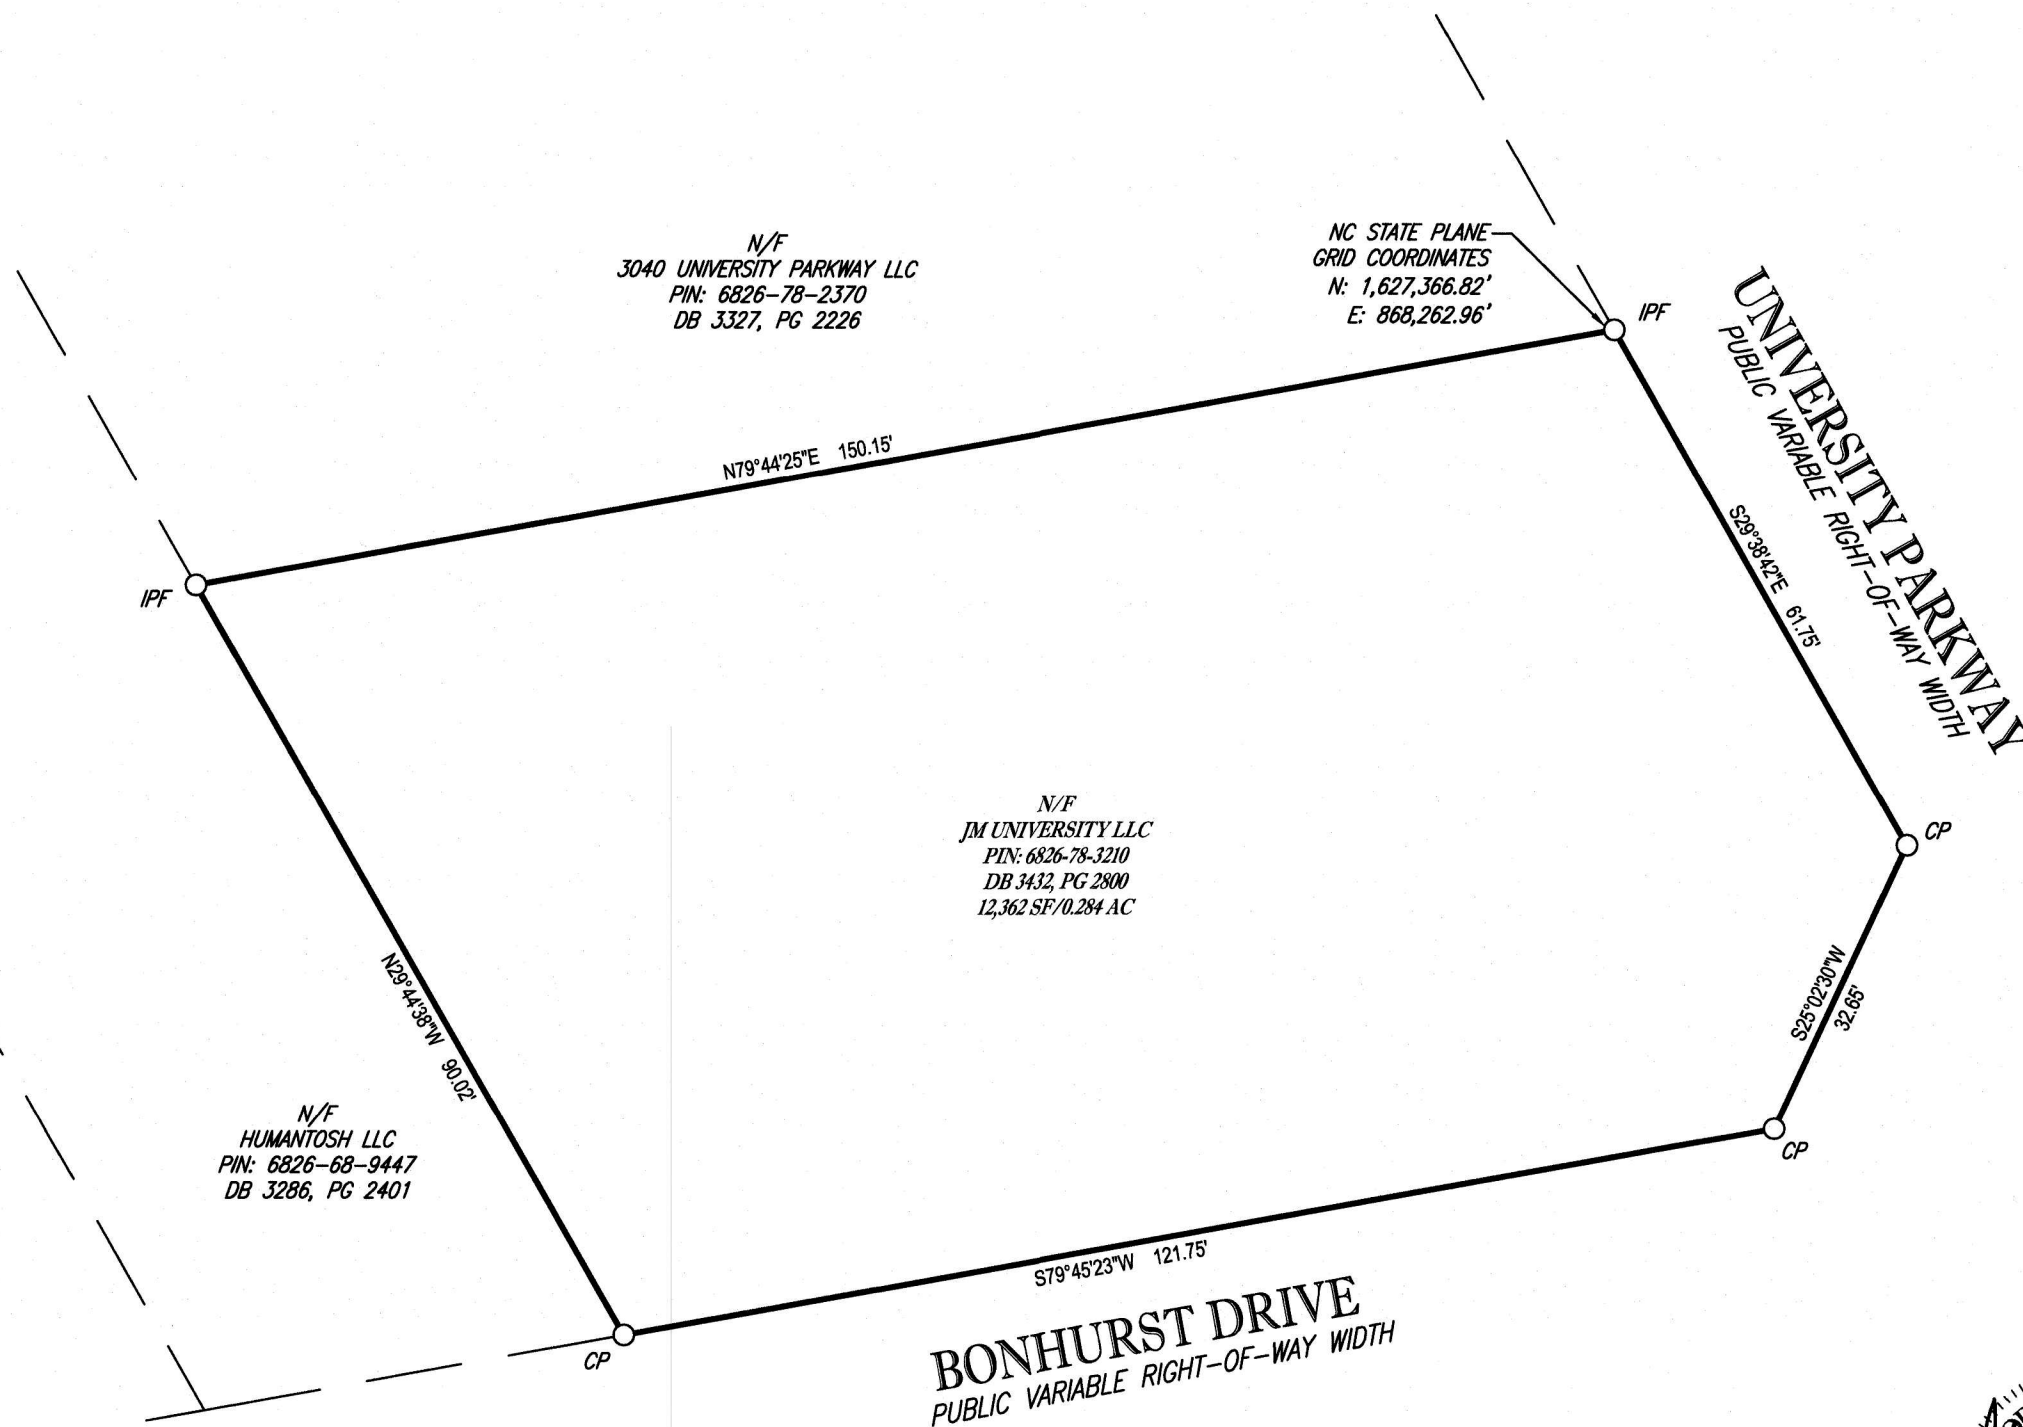 N/F
3040 UNIVERSITY PARKWAY LLC
PIN: 6826-78-2370
DB 3327, PG 2226
NC STATE PLANE
GRID COORDINATES
N: 1,627,366.82'
E: 868,262.96'
IPF
UNIVERSITY PARKWAY
PUBLIC VARIABLE RIGHT-OF-WAY WIDTH
N79°44'25"E 150.15'
S29°38'42"E 61.75'
IPF
N/F
JM UNIVERSITY LLC
PIN: 6826-78-3210
DB 3432, PG 2800
12,362 SF/0.284 AC
CP
N29°44'38"W 90.02'
S25°02'30"W
32.65'
N/F
HUMANTOSH LLC
PIN: 6826-68-9447
DB 3286, PG 2401
CP
S79°45'23"W 121.75'
CP
BONHURST DRIVE
PUBLIC VARIABLE RIGHT-OF-WAY WIDTH